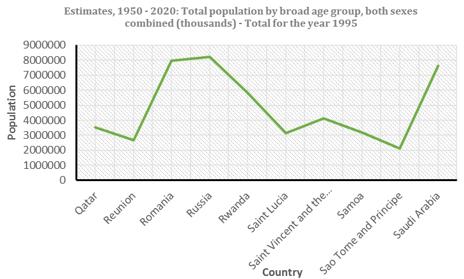 Estimates, 1950 - 2020: Total population by broad age group, both sexes
combined (thousands) - Total for the year 1995
Population
9000000
8000000
7000000
6000000
5000000
4000000
3000000
2000000
1000000
0
Qatar
Reunion
Romania
Russia
Rwanda
Saint Lucia
Saint Vincent and the...
Samoa
Sao Tome and Principe
Saudi Arabia
Country